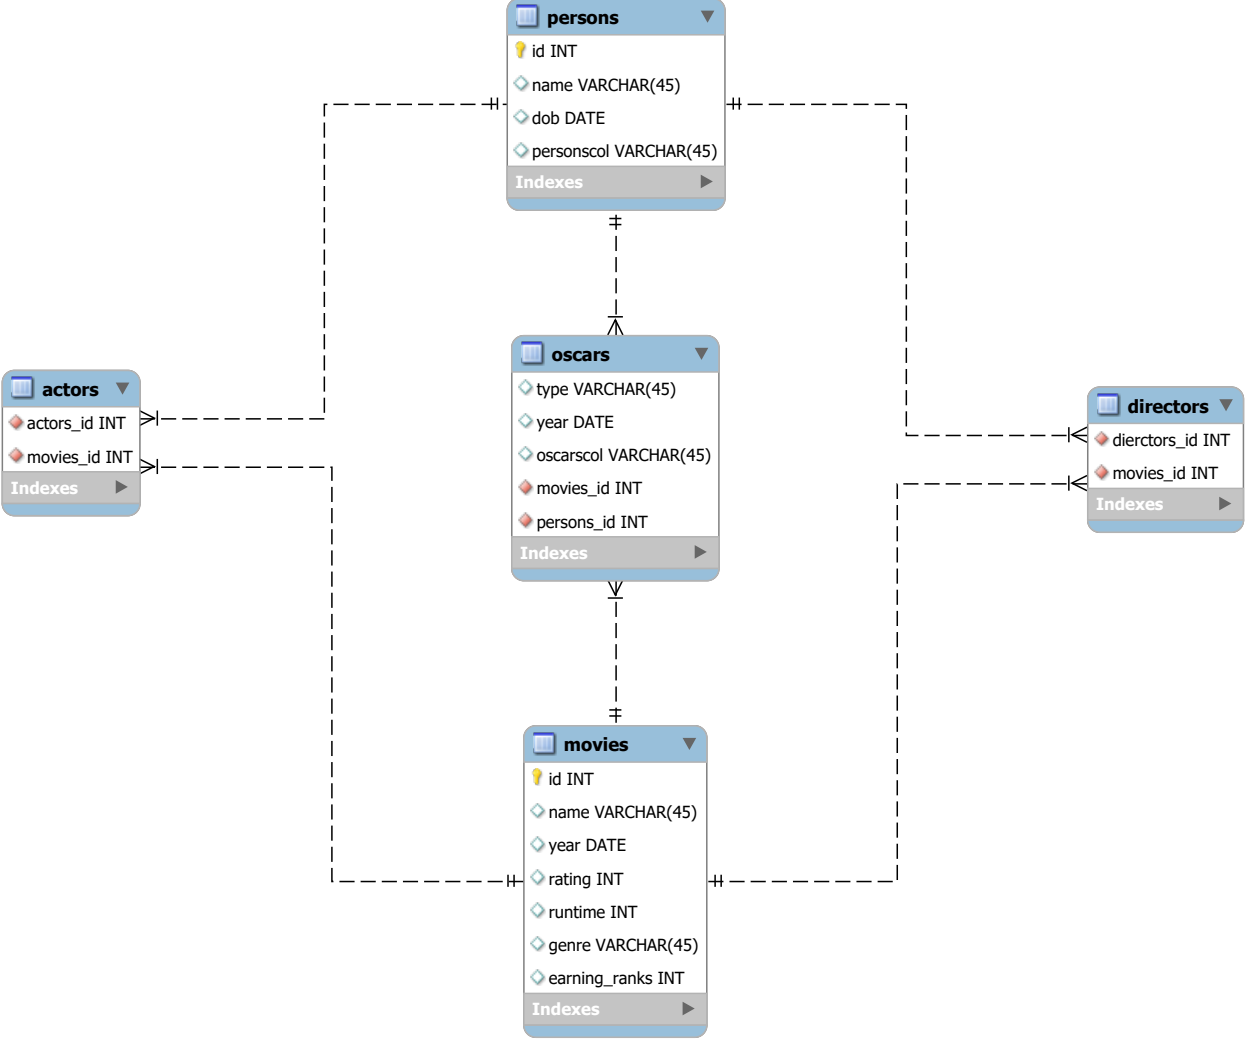 persons
id INT
name VARCHAR(45)
dob DATE
personscol VARCHAR(45)
Indexes
oscars
type VARCHAR(45)
year DATE
oscarscol VARCHAR(45)
movies_id INT
persons_id INT
Indexes
actors
actors_id INT
movies_id INT
Indexes
directors
dierctors_id INT
movies_id INT
Indexes
movies
id INT
name VARCHAR(45)
year DATE
rating INT
runtime INT
genre VARCHAR(45)
earning_ranks INT
Indexes